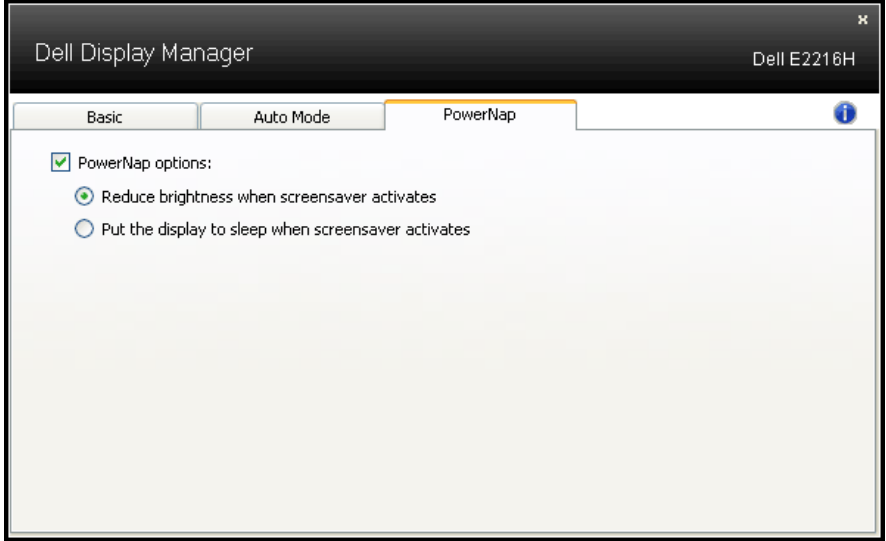 Dell Display Manager
Dell E2216H
Basic
Auto Mode
PowerNap
PowerNap options:
Reduce brightness when screensaver activates
Put the display to sleep when screensaver activates